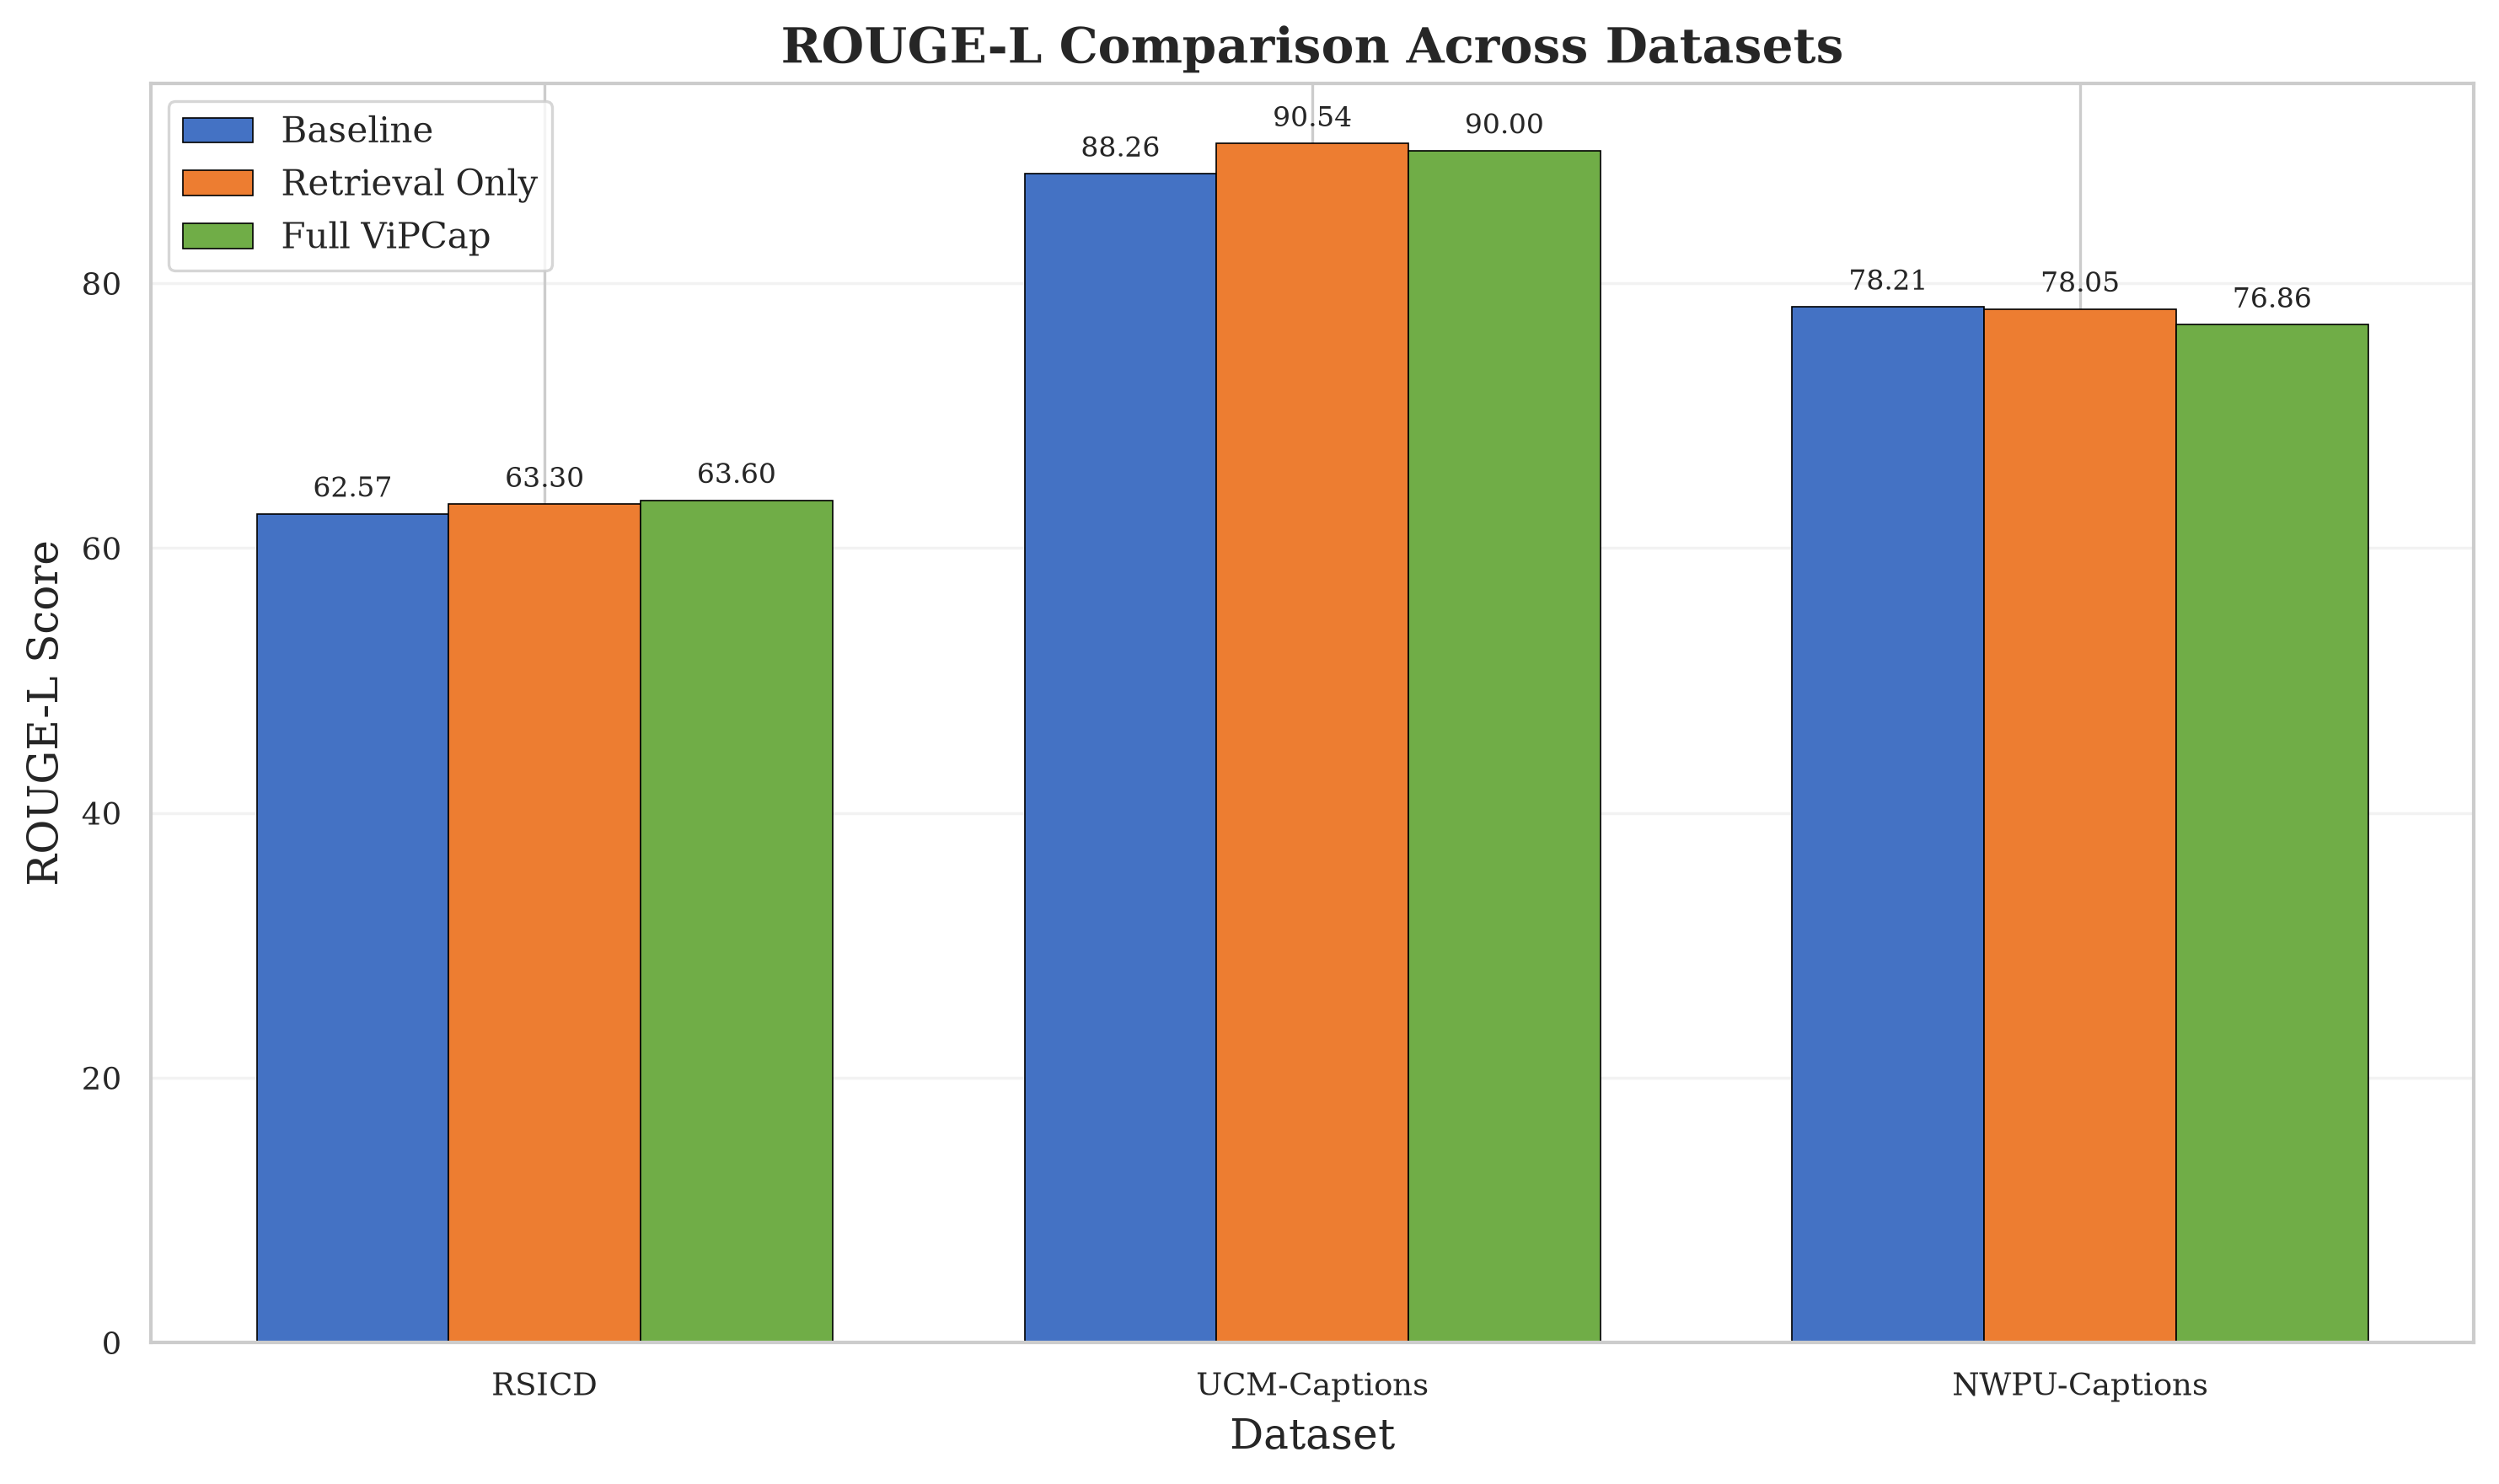 ROUGE-L Comparison Across Datasets
Baseline
Retrieval Only
Full ViPCap
ROUGE-L Score
80
60
40
20
0
62.57
63.30
63.60
88.26
90.54
90.00
78.21
78.05
76.86
RSICD
UCM-Captions
NWPU-Captions
Dataset